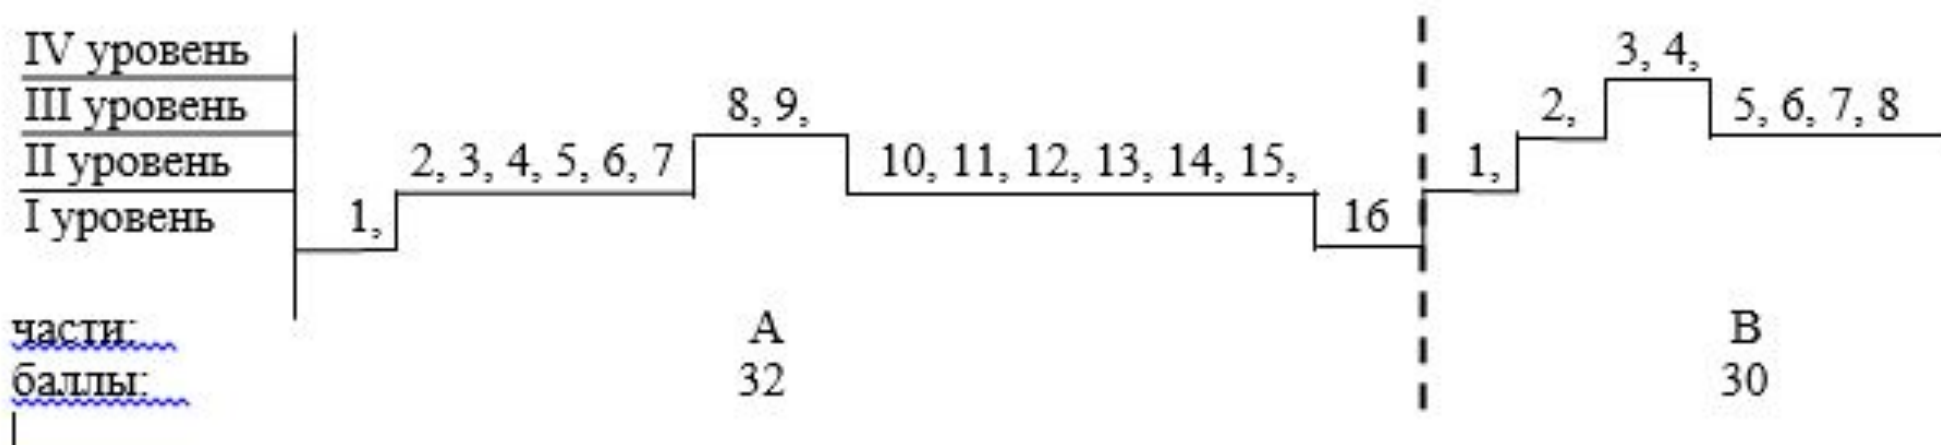 IV уровень 3, 4,
III уровень 8, 9, 2, 5, 6, 7, 8
II уровень 2, 3, 4, 5, 6, 7 10, 11, 12, 13, 14, 15, 1,
I уровень 1, 16
части: А В
баллы: 32 30